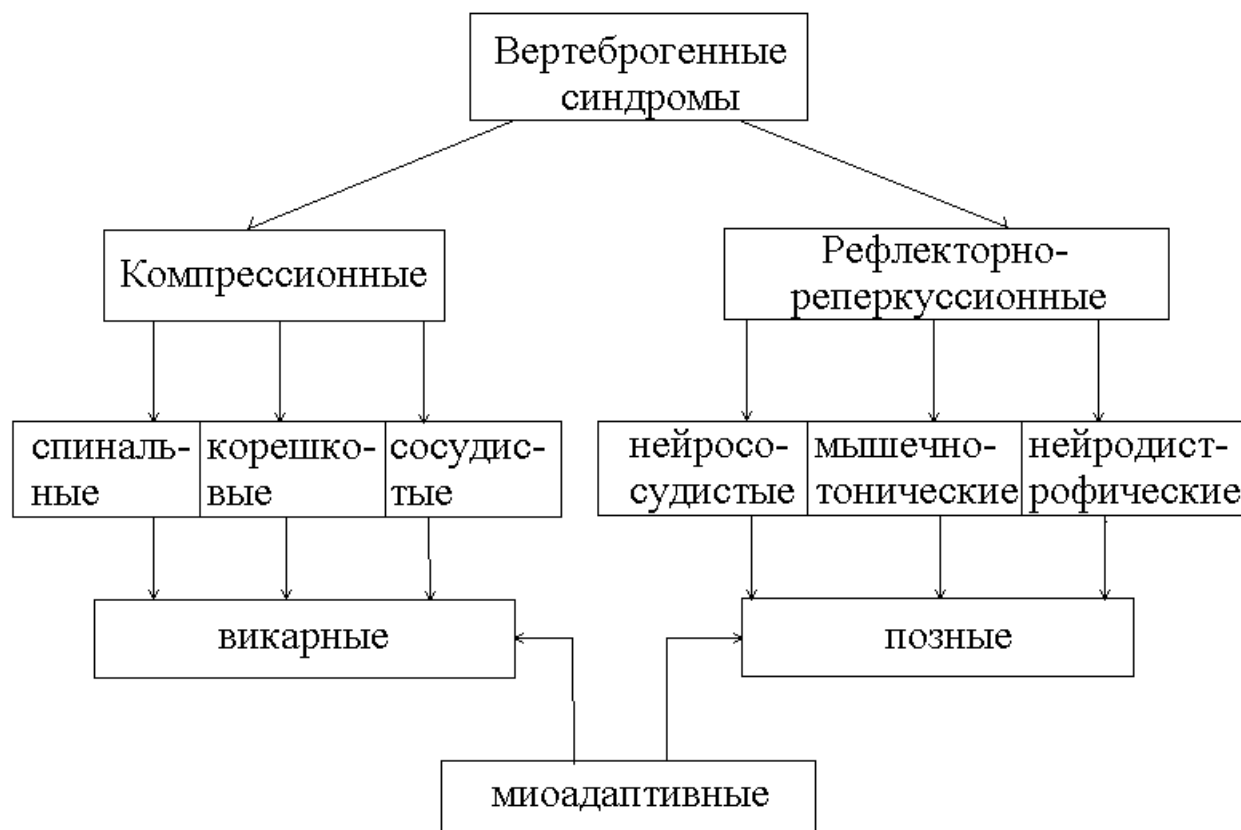 Вертеброгенные
синдромы
Компрессионные
Рефлекторно-
реперкуссионные
спиналь-
ные
корешко-
вые
сосудис-
тые
нейросо-
судистые
мышечно-
тонические
нейродист-
рофические
викарные
позные
миоадаптивные